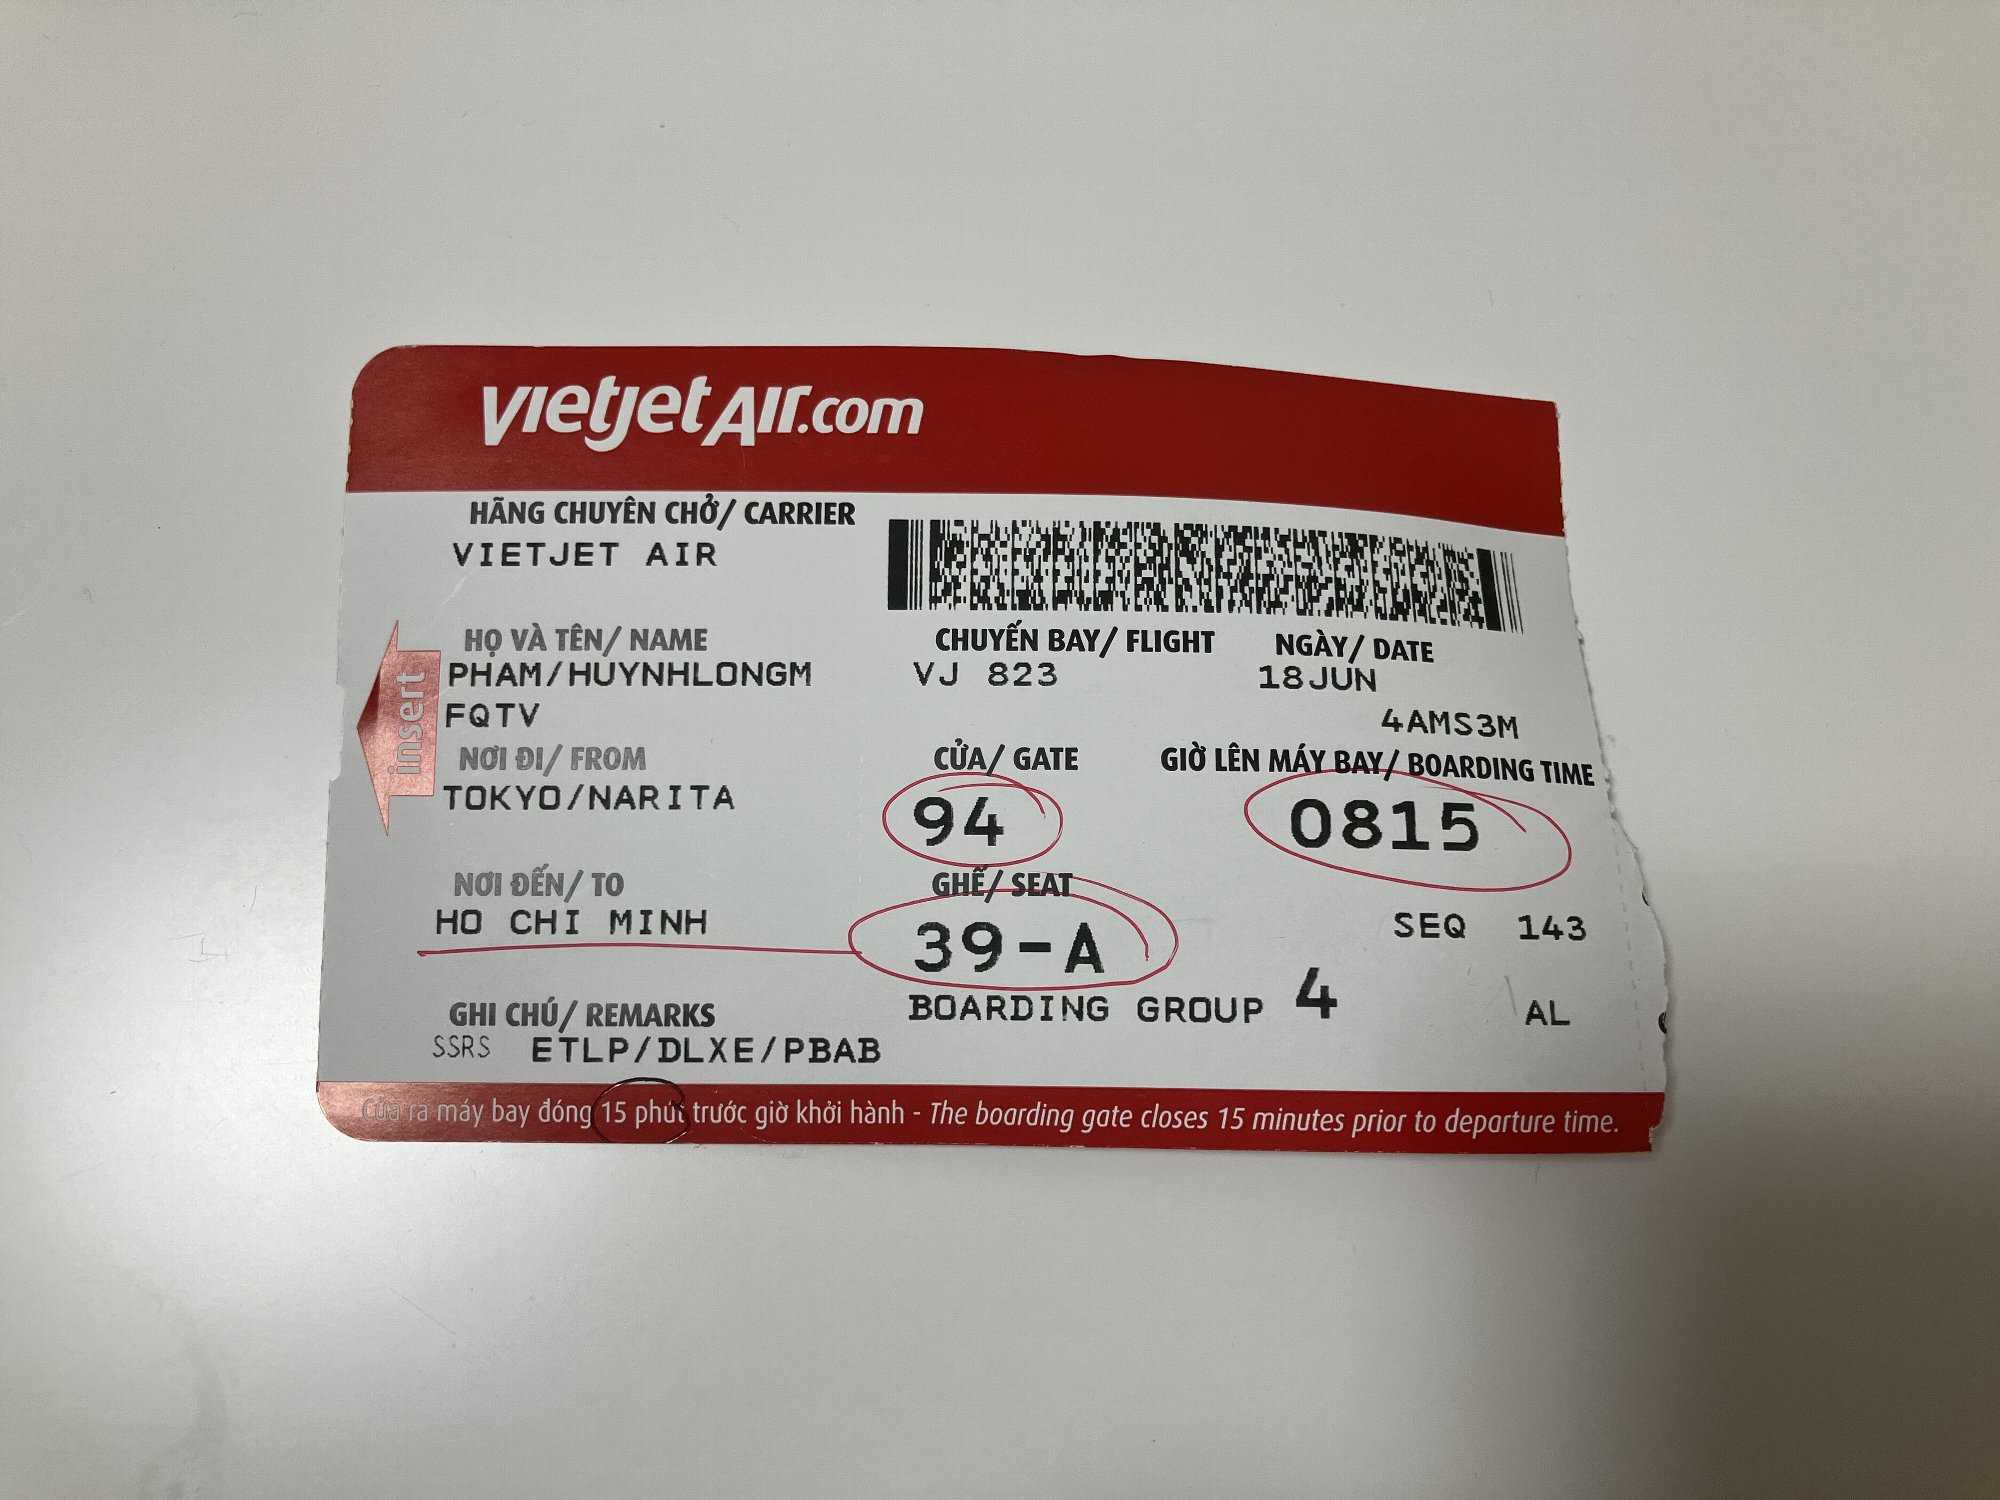 vietjetAir.com
HÃNG CHUYÊN CHỞ/ CARRIER
VIETJET AIR
HỌ VÀ TÊN/ NAME
PHAM/HUYNHLONGM
FQTV
CHUYẾN BAY/ FLIGHT
VJ 823
NGÀY/ DATE
18JUN
4AMS3M
insert
NƠI ĐI/ FROM
TOKYO/NARITA
CỬA/ GATE
94
GIỜ LÊN MÁY BAY/ BOARDING TIME
0815
NƠI ĐẾN/ TO
HO CHI MINH
GHẾ/ SEAT
39-A
SEQ 143
BOARDING GROUP 4
AL
GHI CHÚ/ REMARKS
SSRS ETLP/DLXE/PBAB
Cửa ra máy bay đóng 15 phút trước giờ khởi hành - The boarding gate closes 15 minutes prior to departure time.